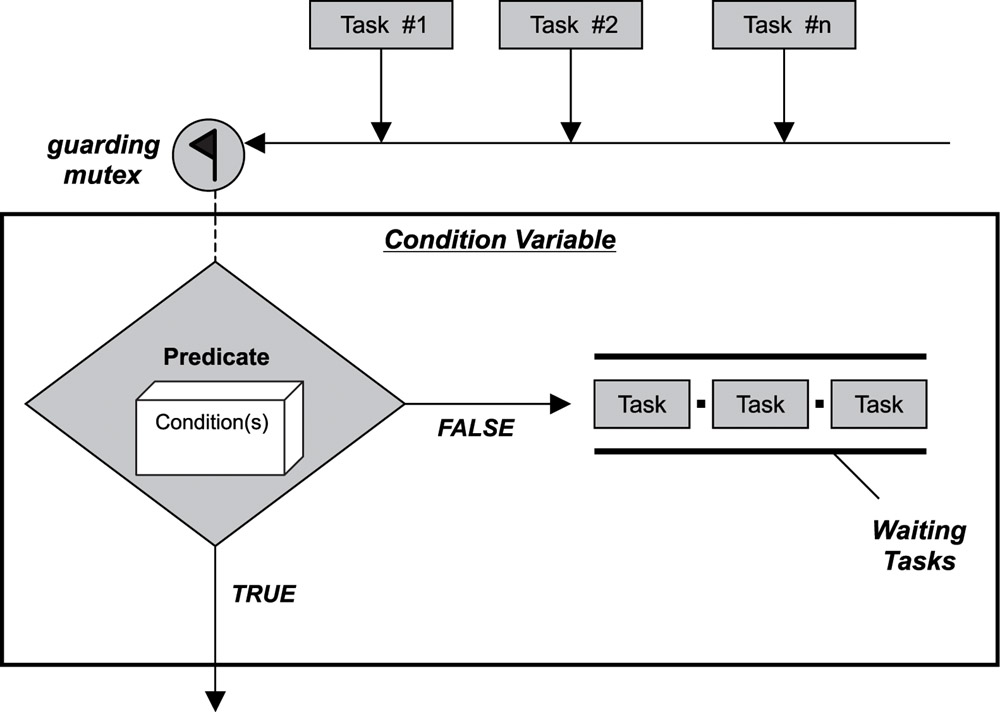 Task #1
Task #2
Task #n
guarding
mutex
Condition Variable
Predicate
Condition(s)
FALSE
Task
Task
Task
Waiting
Tasks
TRUE